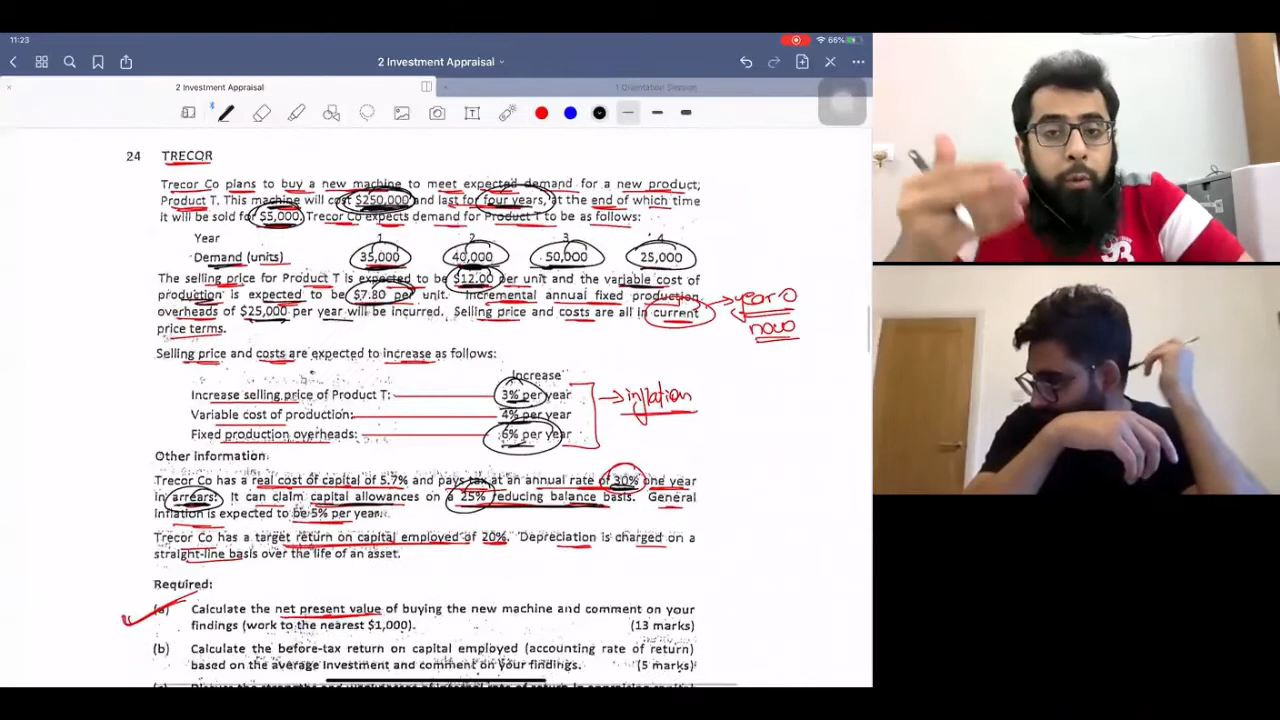 11:23
66%
2 Investment Appraisal
2 Investment Appraisal
1 Orientation Session
24 TRECOR
Trecor Co plans to buy a new machine to meet expected demand for a new product,
Product T. This machine will cost $250,000 and last for four years, at the end of which time
it will be sold for $5,000. Trecor Co expects demand for Product T to be as follows:
Year 1 2 3 4
Demand (units) 35,000 40,000 50,000 25,000
The selling price for Product T is expected to be $12.00 per unit and the variable cost of
production is expected to be $7.80 per unit. Incremental annual fixed production
overheads of $25,000 per year will be incurred. Selling price and costs are all in current
price terms.
year 0
now
Selling price and costs are expected to increase as follows:
Increase
Increase selling price of Product T: 3% per year
Variable cost of production: 4% per year
Fixed production overheads: 6% per year
inflation
Other information
Trecor Co has a real cost of capital of 5.7% and pays tax at an annual rate of 30% one year
in arrears. It can claim capital allowances on a 25% reducing balance basis. General
inflation is expected to be 5% per year.
Trecor Co has a target return on capital employed of 20%. Depreciation is charged on a
straight-line basis over the life of an asset.
Required:
(a) Calculate the net present value of buying the new machine and comment on your
findings (work to the nearest $1,000). (13 marks)
(b) Calculate the before-tax return on capital employed (accounting rate of return)
based on the average investment and comment on your findings. (5 marks)